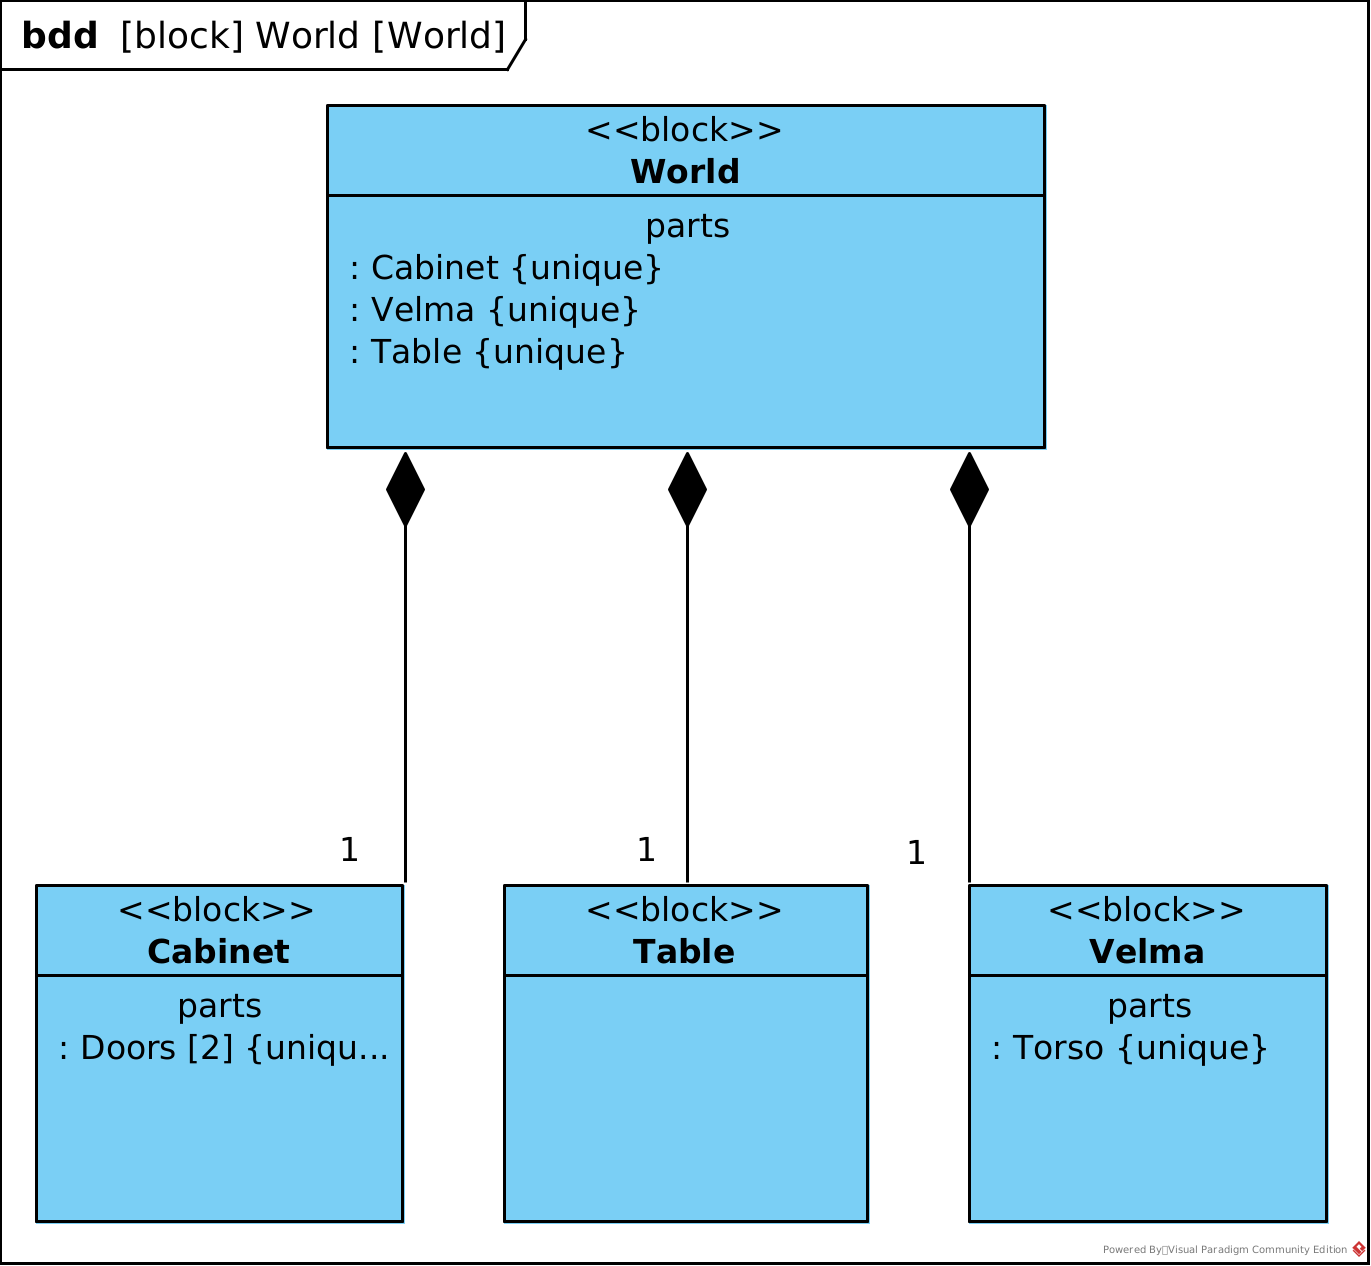 bdd [block] World [World]
<<block>>
World
parts
: Cabinet {unique}
: Velma {unique}
: Table {unique}
1
1
1
<<block>>
Cabinet
parts
: Doors [2] {uniqu...
<<block>>
Table
<<block>>
Velma
parts
: Torso {unique}
Powered By Visual Paradigm Community Edition